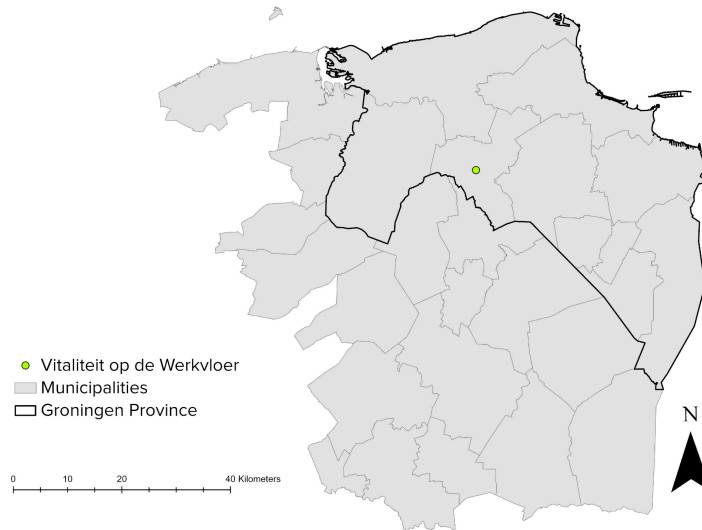 Vitaliteit op de Werkvloer
Municipalities
Groningen Province
N
0 10 20 40 Kilometers